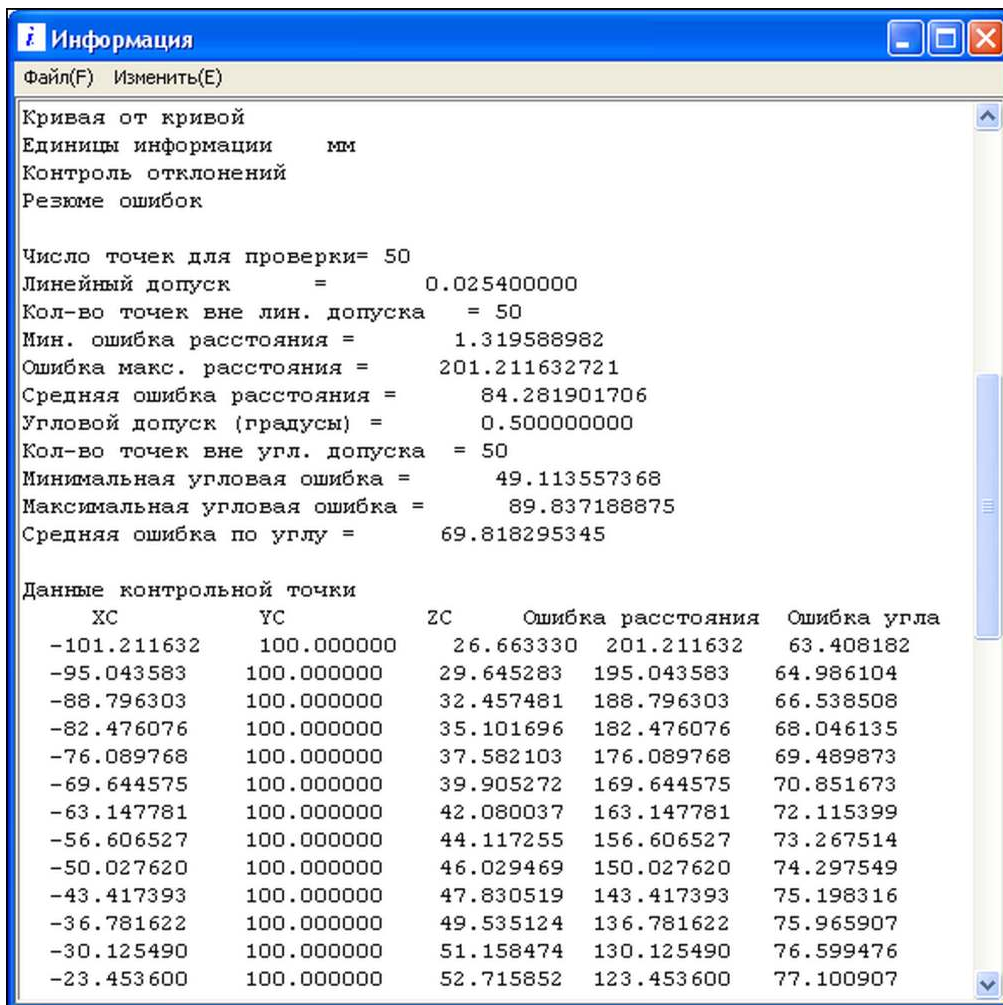 i Информация
Файл(F) Изменить(E)
Кривая от кривой
Единицы информации мм
Контроль отклонений
Резюме ошибок
Число точек для проверки= 50
Линейный допуск = 0.025400000
Кол-во точек вне лин. допуска = 50
Мин. ошибка расстояния = 1.319588982
Ошибка макс. расстояния = 201.211632721
Средняя ошибка расстояния = 84.281901706
Угловой допуск (градусы) = 0.500000000
Кол-во точек вне угл. допуска = 50
Минимальная угловая ошибка = 49.113557368
Максимальная угловая ошибка = 89.837188875
Средняя ошибка по углу = 69.818295345
Данные контрольной точки
XC YC ZC Ошибка расстояния Ошибка угла
-101.211632 100.000000 26.663330 201.211632 63.408182
-95.043583 100.000000 29.645283 195.043583 64.986104
-88.796303 100.000000 32.457481 188.796303 66.538508
-82.476076 100.000000 35.101696 182.476076 68.046135
-76.089768 100.000000 37.582103 176.089768 69.489873
-69.644575 100.000000 39.905272 169.644575 70.851673
-63.147781 100.000000 42.080037 163.147781 72.115399
-56.606527 100.000000 44.117255 156.606527 73.267514
-50.027620 100.000000 46.029469 150.027620 74.297549
-43.417393 100.000000 47.830519 143.417393 75.198316
-36.781622 100.000000 49.535124 136.781622 75.965907
-30.125490 100.000000 51.158474 130.125490 76.599476
-23.453600 100.000000 52.715852 123.453600 77.100907